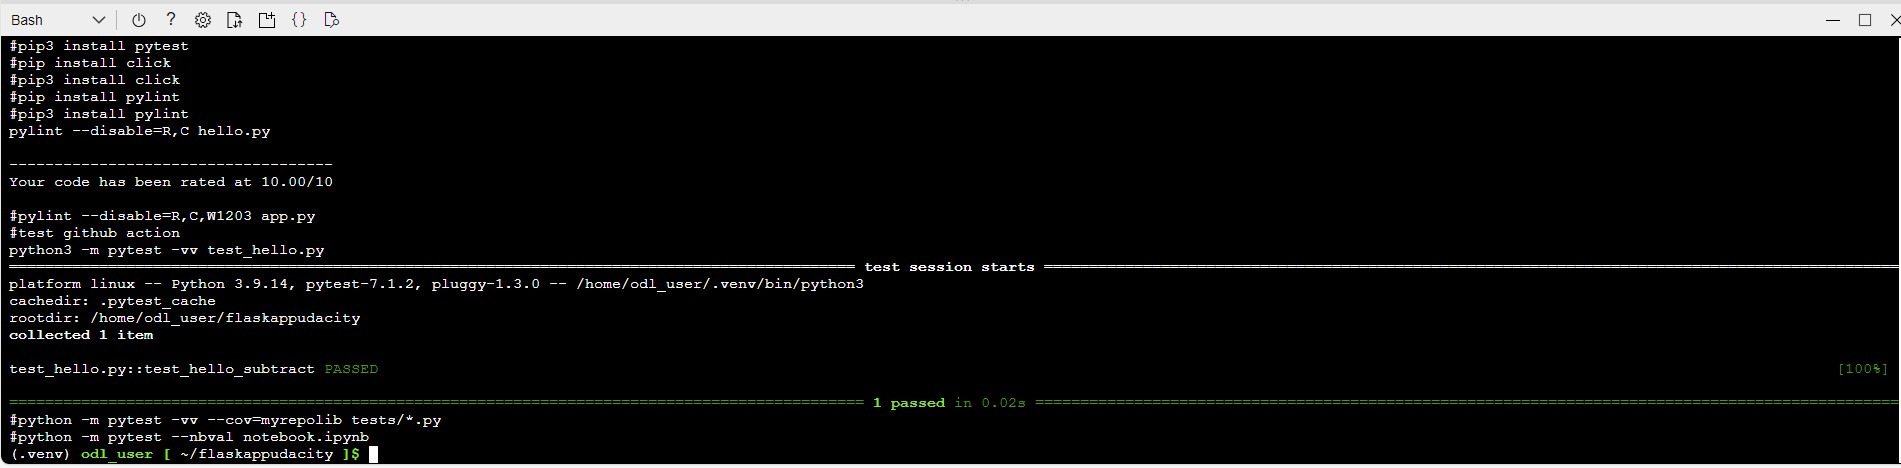 Bash
?
{}
#pip3 install pytest
#pip install click
#pip3 install click
#pip install pylint
#pip3 install pylint
pylint --disable=R,C hello.py
------------------------------------
Your code has been rated at 10.00/10
#pylint --disable=R,C,W1203 app.py
#test github action
python3 -m pytest -vv test_hello.py
test session starts
platform linux -- Python 3.9.14, pytest-7.1.2, pluggy-1.3.0 -- /home/odl_user/.venv/bin/python3
cachedir: .pytest_cache
rootdir: /home/odl_user/flaskappudacity
collected 1 item
test_hello.py::test_hello_subtract PASSED [100%]
1 passed in 0.02s
#python -m pytest -vv --cov=myrepolib tests/*.py
#python -m pytest --nbval notebook.ipynb
(.venv) odl_user [ ~/flaskappudacity ]$